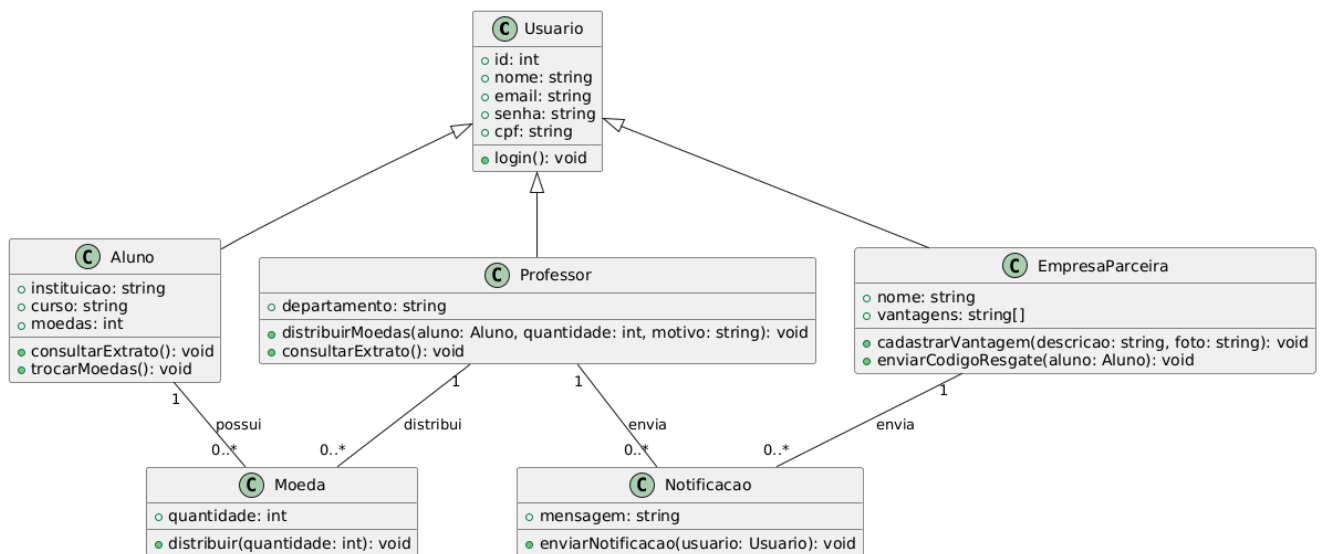 C Usuario
id: int
nome: string
email: string
senha: string
cpf: string
login(): void
C Aluno
instituicao: string
curso: string
moedas: int
consultarExtrato(): void
trocarMoedas(): void
C Professor
departamento: string
distribuirMoedas(aluno: Aluno, quantidade: int, motivo: string): void
consultarExtrato(): void
C EmpresaParceira
nome: string
vantagens: string[]
cadastrarVantagem(descricao: string, foto: string): void
enviarCodigoResgate(aluno: Aluno): void
1
1
1
1
possui
distribui
envia
envia
0..*
0..*
0..*
0..*
C Moeda
quantidade: int
distribuir(quantidade: int): void
C Notificacao
mensagem: string
enviarNotificacao(usuario: Usuario): void